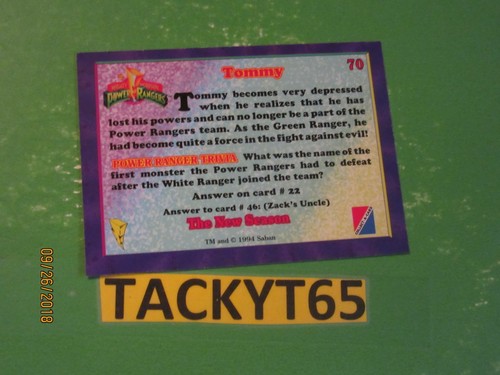 POWER RANGERS
Tommy
70
Tommy becomes very depressed
when he realizes that he has
lost his powers and can no longer be a part of the
Power Rangers team. As the Green Ranger, he
had become quite a force in the fight against evil!
POWER RANGER TRIVIA What was the name of the
first monster the Power Rangers had to defeat
after the White Ranger joined the team?
Answer on card # 22
Answer to card # 46: (Zack's Uncle)
The New Season
TM and © 1994 Saban
09/26/2018
TACKYT65